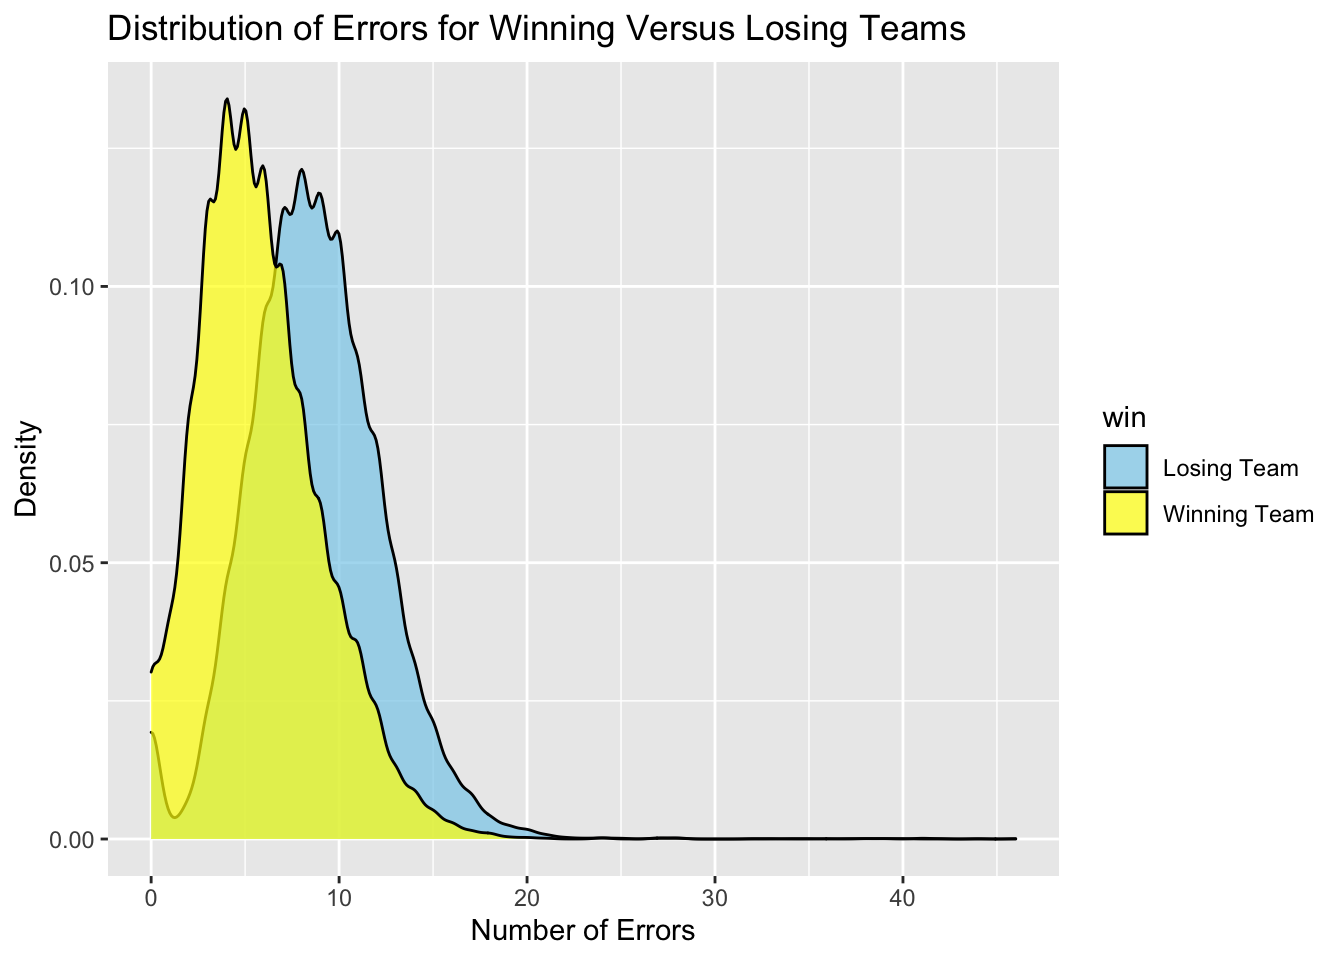 Distribution of Errors for Winning Versus Losing Teams
Density
0.10
0.05
0.00
0 10 20 30 40
Number of Errors
win
Losing Team
Winning Team